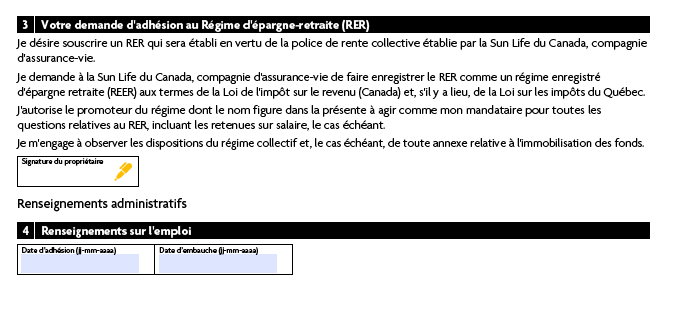 3 Votre demande d'adhésion au Régime d'épargne-retraite (RER)
Je désire souscrire un RER qui sera établi en vertu de la police de rente collective établie par la Sun Life du Canada, compagnie
d'assurance-vie.
Je demande à la Sun Life du Canada, compagnie d'assurance-vie de faire enregistrer le RER comme un régime enregistré
d'épargne retraite (REER) aux termes de la Loi de l'impôt sur le revenu (Canada) et, s'il y a lieu, de la Loi sur les impôts du Québec.
J'autorise le promoteur du régime dont le nom figure dans la présente à agir comme mon mandataire pour toutes les
questions relatives au RER, incluant les retenues sur salaire, le cas échéant.
Je m'engage à observer les dispositions du régime collectif et, le cas échéant, de toute annexe relative à l'immobilisation des fonds.
Signature du propriétaire
Renseignements administratifs
4 Renseignements sur l'emploi
Date d'adhésion (jj-mm-aaaa) Date d'embauche (jj-mm-aaaa)